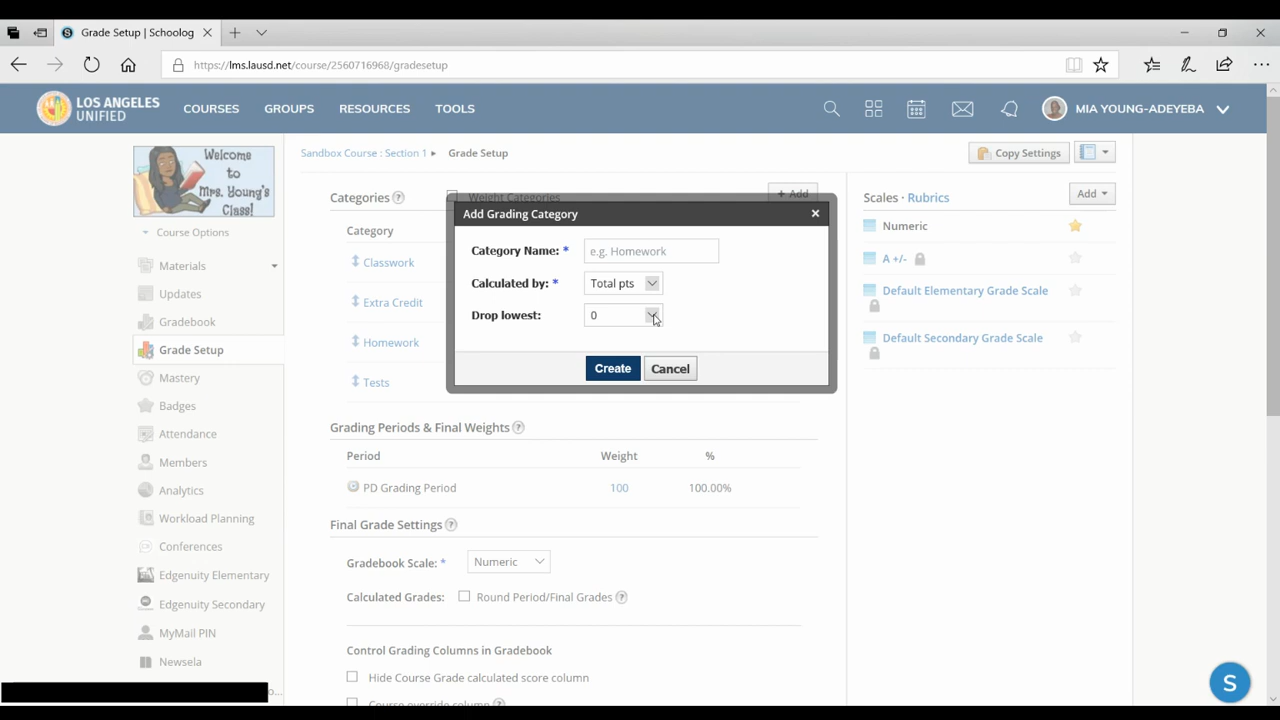 Grade Setup | Schoolog
https://lms.lausd.net/course/2560716968/gradesetup
LOS ANGELES
UNIFIED
COURSES
GROUPS
RESOURCES
TOOLS
MIA YOUNG-ADEYEBA
Welcome
to
Mrs. Young's
Class!
Course Options
Materials
Updates
Gradebook
Grade Setup
Mastery
Badges
Attendance
Members
Analytics
Workload Planning
Conferences
Edgenuity Elementary
Edgenuity Secondary
MyMail PIN
Newsela
o...
Sandbox Course : Section 1 ▸ Grade Setup
Copy Settings
Categories ?
Weight Categories
+ Add
Category
Classwork
Extra Credit
Homework
Tests
Add Grading Category
Category Name: *
e.g. Homework
Calculated by: *
Total pts
Drop lowest:
0
Create
Cancel
Grading Periods & Final Weights ?
Period
Weight
%
PD Grading Period
100
100.00%
Final Grade Settings ?
Gradebook Scale: *
Numeric
Calculated Grades:
Round Period/Final Grades ?
Control Grading Columns in Gradebook
Hide Course Grade calculated score column
Course override column ?
Scales · Rubrics
Add
Numeric
A +/-
Default Elementary Grade Scale
Default Secondary Grade Scale
S